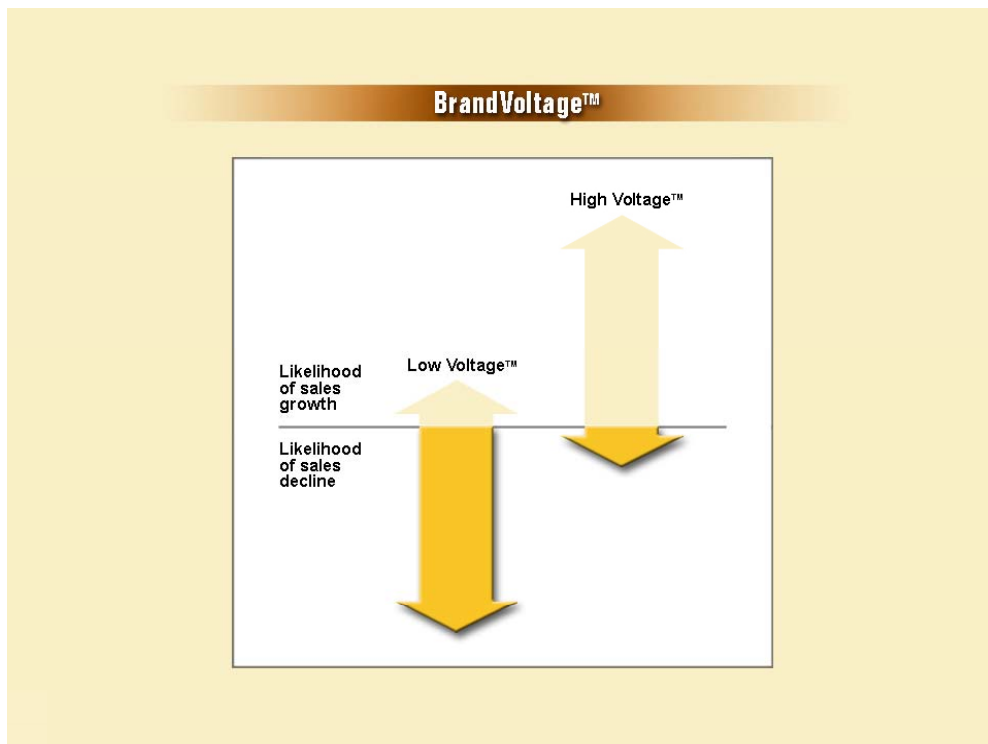 BrandVoltage™
High Voltage™
Low Voltage™
Likelihood
of sales
growth
Likelihood
of sales
decline